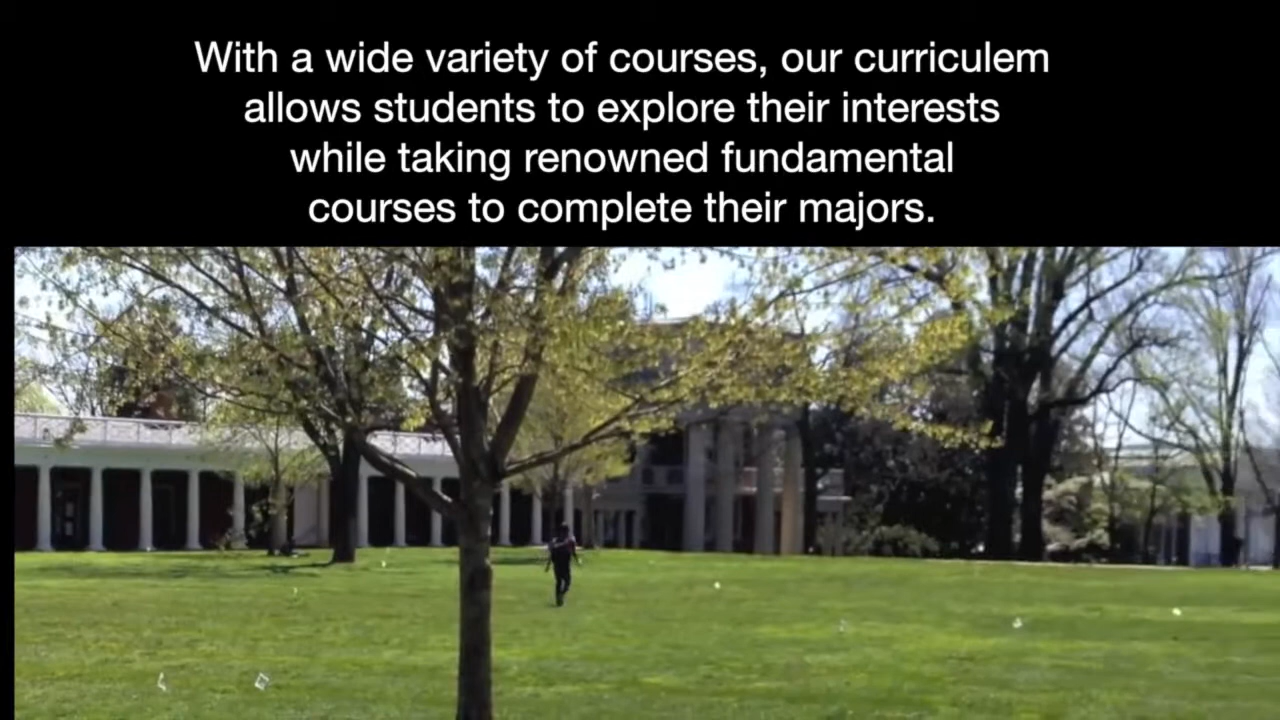 With a wide variety of courses, our curriculem
allows students to explore their interests
while taking renowned fundamental
courses to complete their majors.